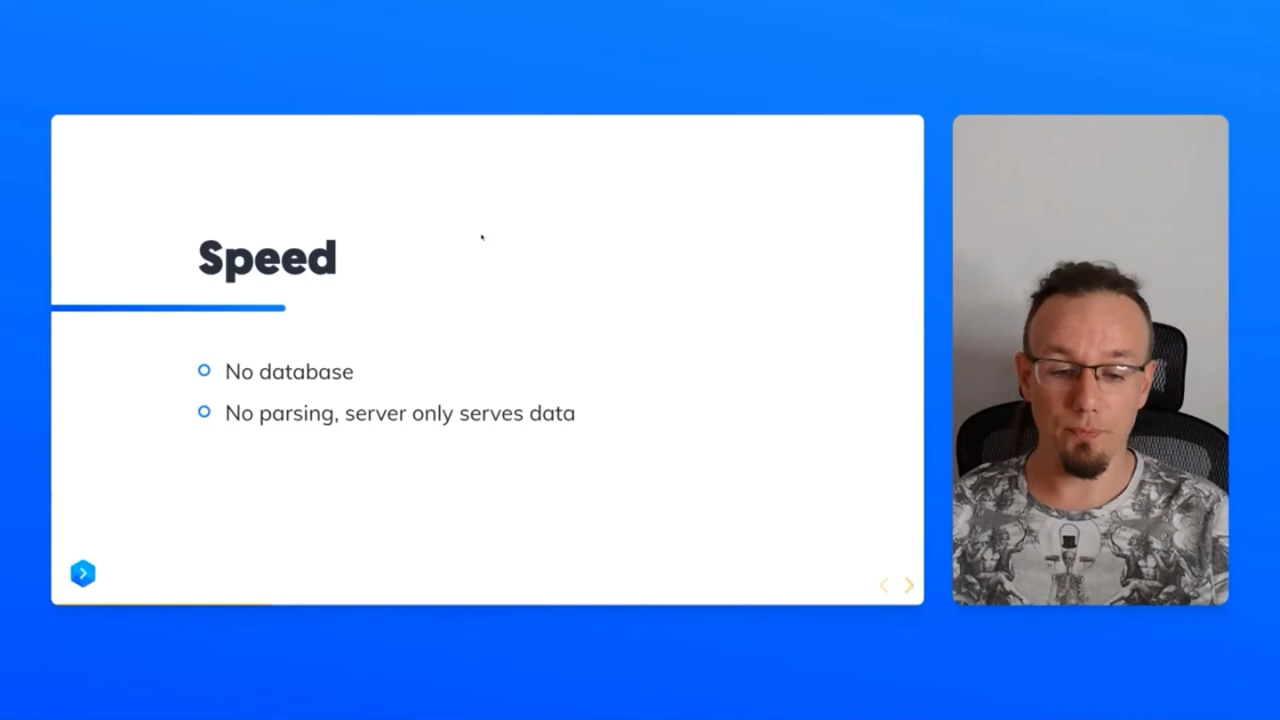 Speed
No database
No parsing, server only serves data